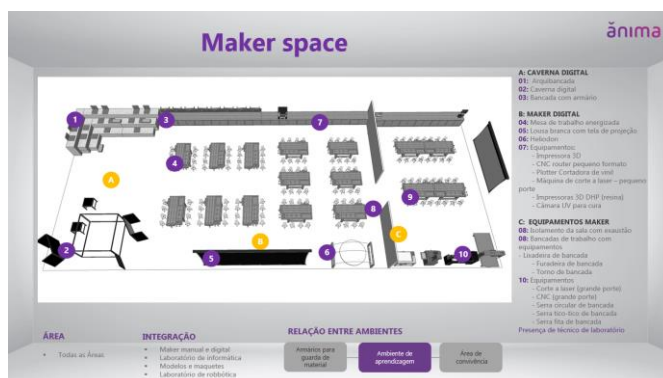 ănima
Maker space
1
3
7
4
A
9
8
B
C
2
5
6
10
A: CAVERNA DIGITAL
01: Arquibancada
02: Caverna digital
03: Bancada com armário
B: MAKER DIGITAL
04: Mesa de trabalho energizada
05: Lousa branca com tela de projeção
06: Heliodon
07: Equipamentos:
- Impressora 3D
- CNC router pequeno formato
- Plotter Cortadora de vinil
- Máquina de corte a laser – pequeno
porte
- Impressoras 3D DHP (resina)
- Câmara UV para cura
C: EQUIPAMENTOS MAKER
08: Isolamento da sala com exaustão
08: Bancadas de trabalho com
equipamentos
- Lixadeira de bancada
- Furadeira de bancada
- Torno de bancada
10: Equipamentos
- Corte a laser (grande porte)
- CNC (grande porte)
- Serra circular de bancada
- Serra tico-tico de bancada
- Serra fita de bancada
Presença de técnico de laboratório
ÁREA
• Todas as Áreas
INTEGRAÇÃO
• Maker manual e digital
• Laboratório de informática
• Modelos e maquetes
• Laboratório de robbótica
RELAÇÃO ENTRE AMBIENTES
Armários para
guarda de
material
Ambiente de
aprendizagem
Área de
convivência